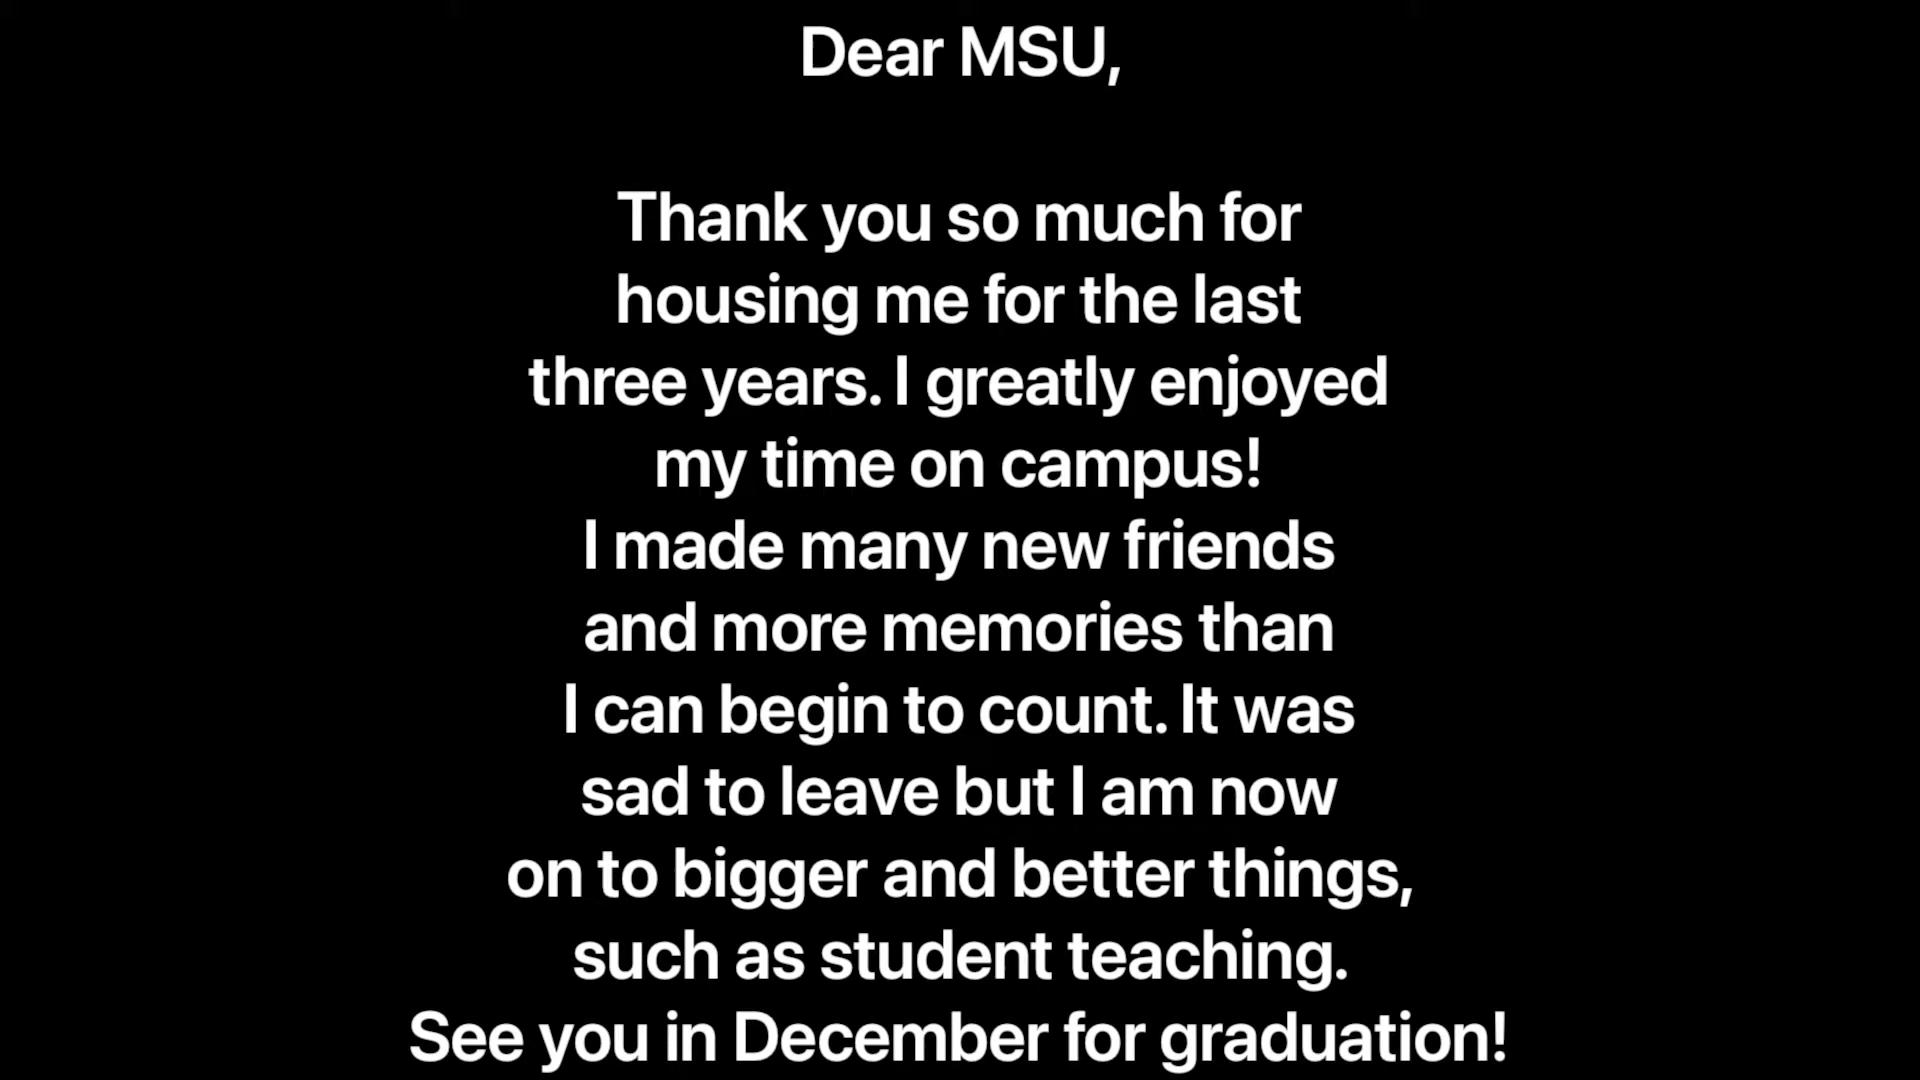 Dear MSU,
Thank you so much for
housing me for the last
three years. I greatly enjoyed
my time on campus!
I made many new friends
and more memories than
I can begin to count. It was
sad to leave but I am now
on to bigger and better things,
such as student teaching.
See you in December for graduation!